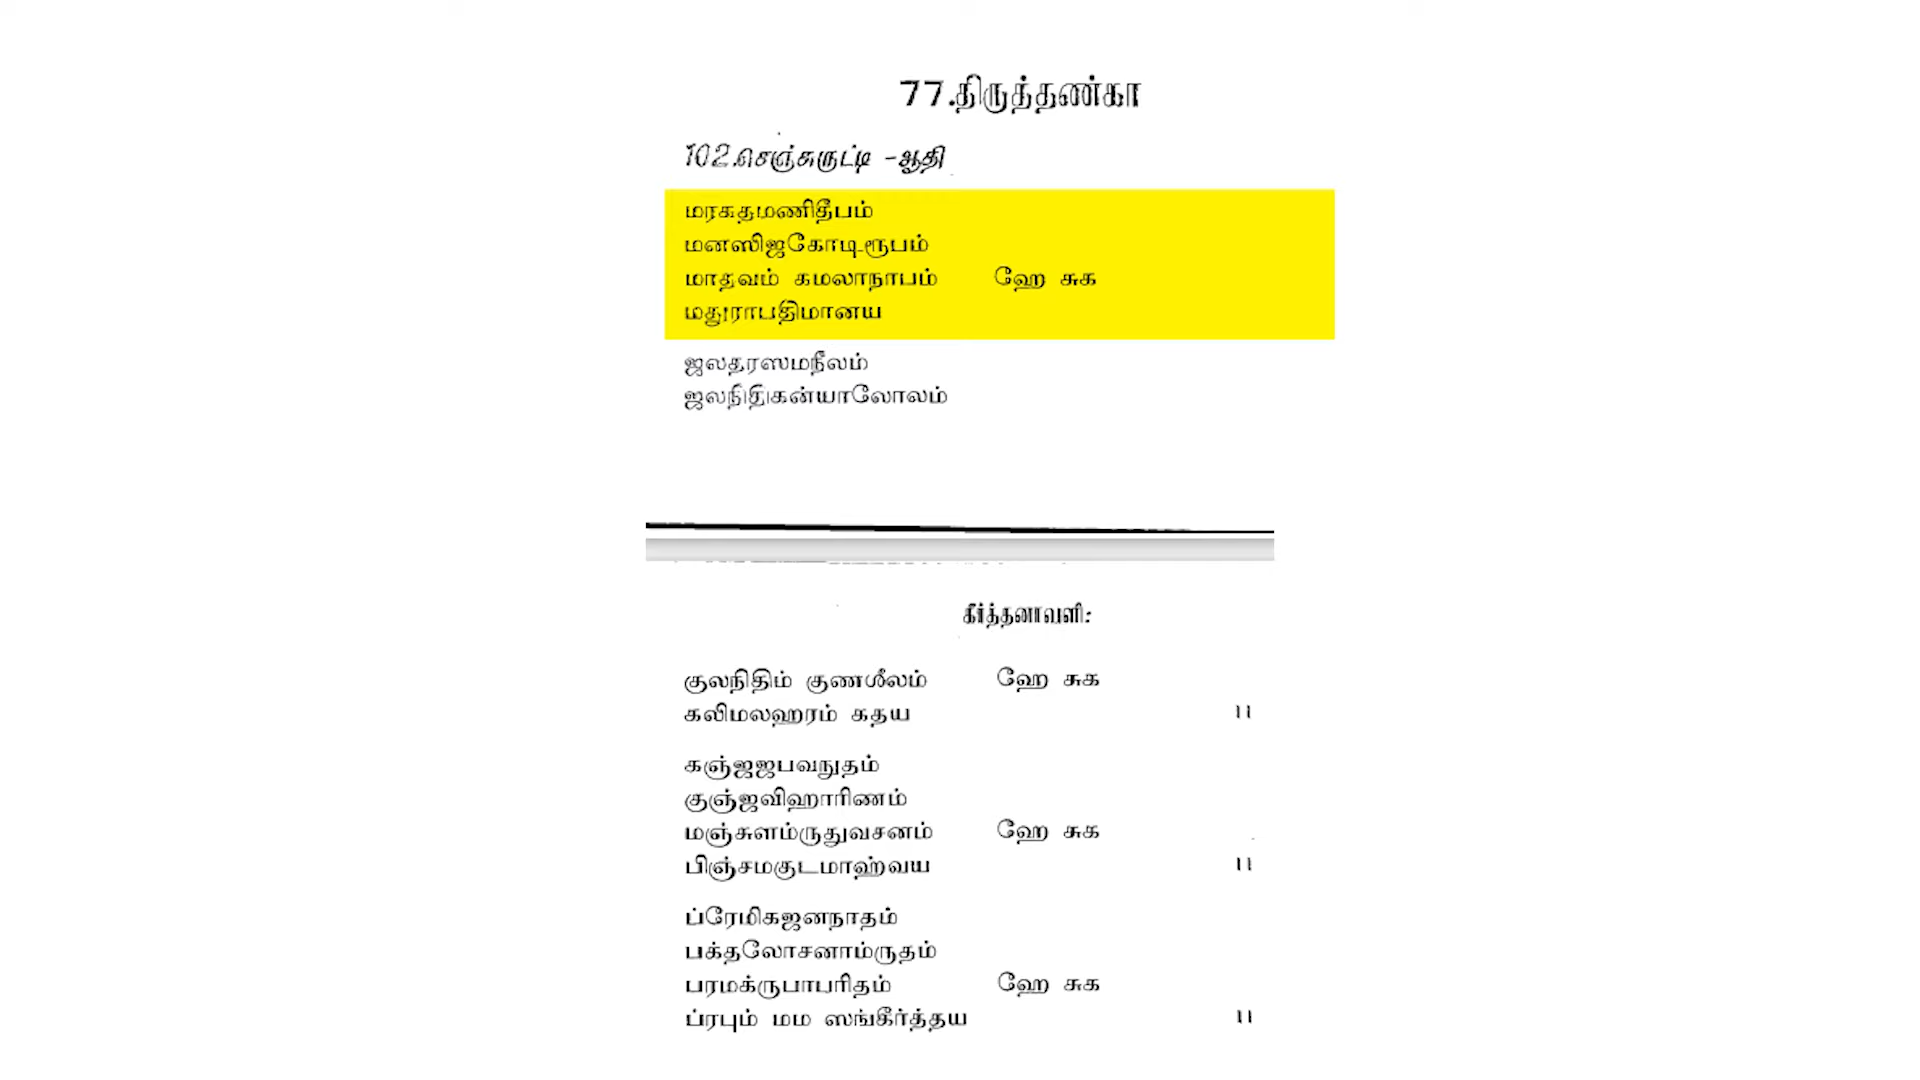 77.திருத்தண்கா
102.செஞ்சுருட்டி -ஆதி
மரகதமணிதீபம்
மனஸிஜகோடிரூபம்
மாதவம் கமலாநாபம் ஹே சுக
மதுராபதிமானய
ஜலதரஸமநீலம்
ஜலநிதிகன்யாலோலம்
கீர்த்தனாவளி:
குலநிதிம் குணஶீலம் ஹே சுக
கலிமலஹரம் கதய ॥
கஞ்ஜஜபவநுதம்
குஞ்ஜவிஹாரிணம்
மஞ்சுளம்ருதுவசனம் ஹே சுக
பிஞ்சமகுடமாஹ்வய ॥
ப்ரேமிகஜனநாதம்
பக்தலோசனாம்ருதம்
பரமக்ருபாபரிதம் ஹே சுக
ப்ரபும் மம ஸங்கீர்த்தய ॥